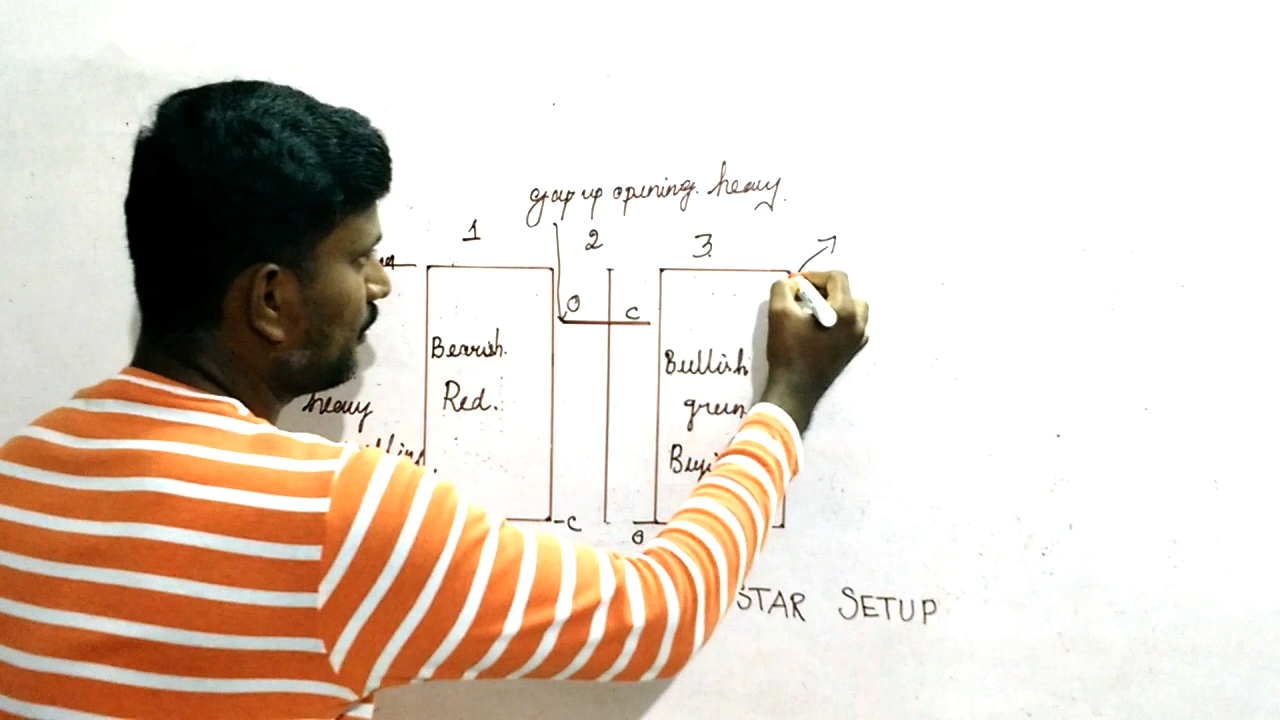 gap up opening. heavy.
1 2 3
O C
Bearish. Bullish
Red. green
heavy
C O
STAR SETUP